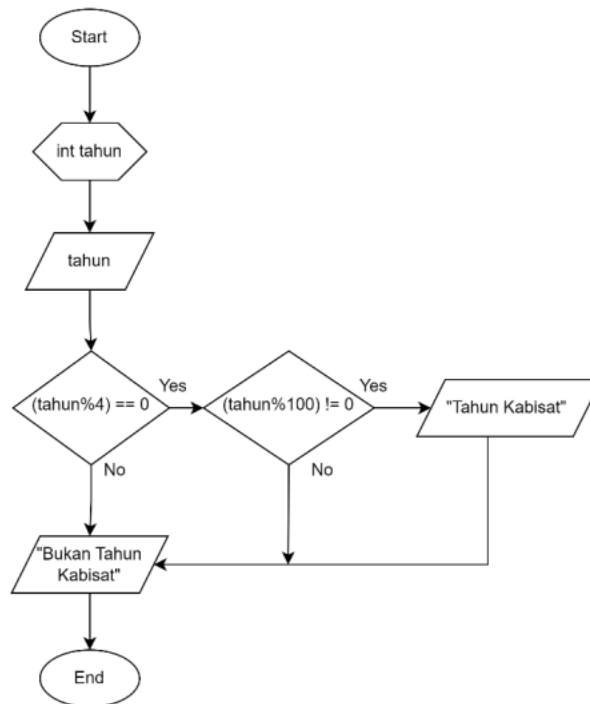 Start
int tahun
tahun
(tahun%4) == 0
Yes
(tahun%100) != 0
Yes
"Tahun Kabisat"
No
No
"Bukan Tahun
Kabisat"
End